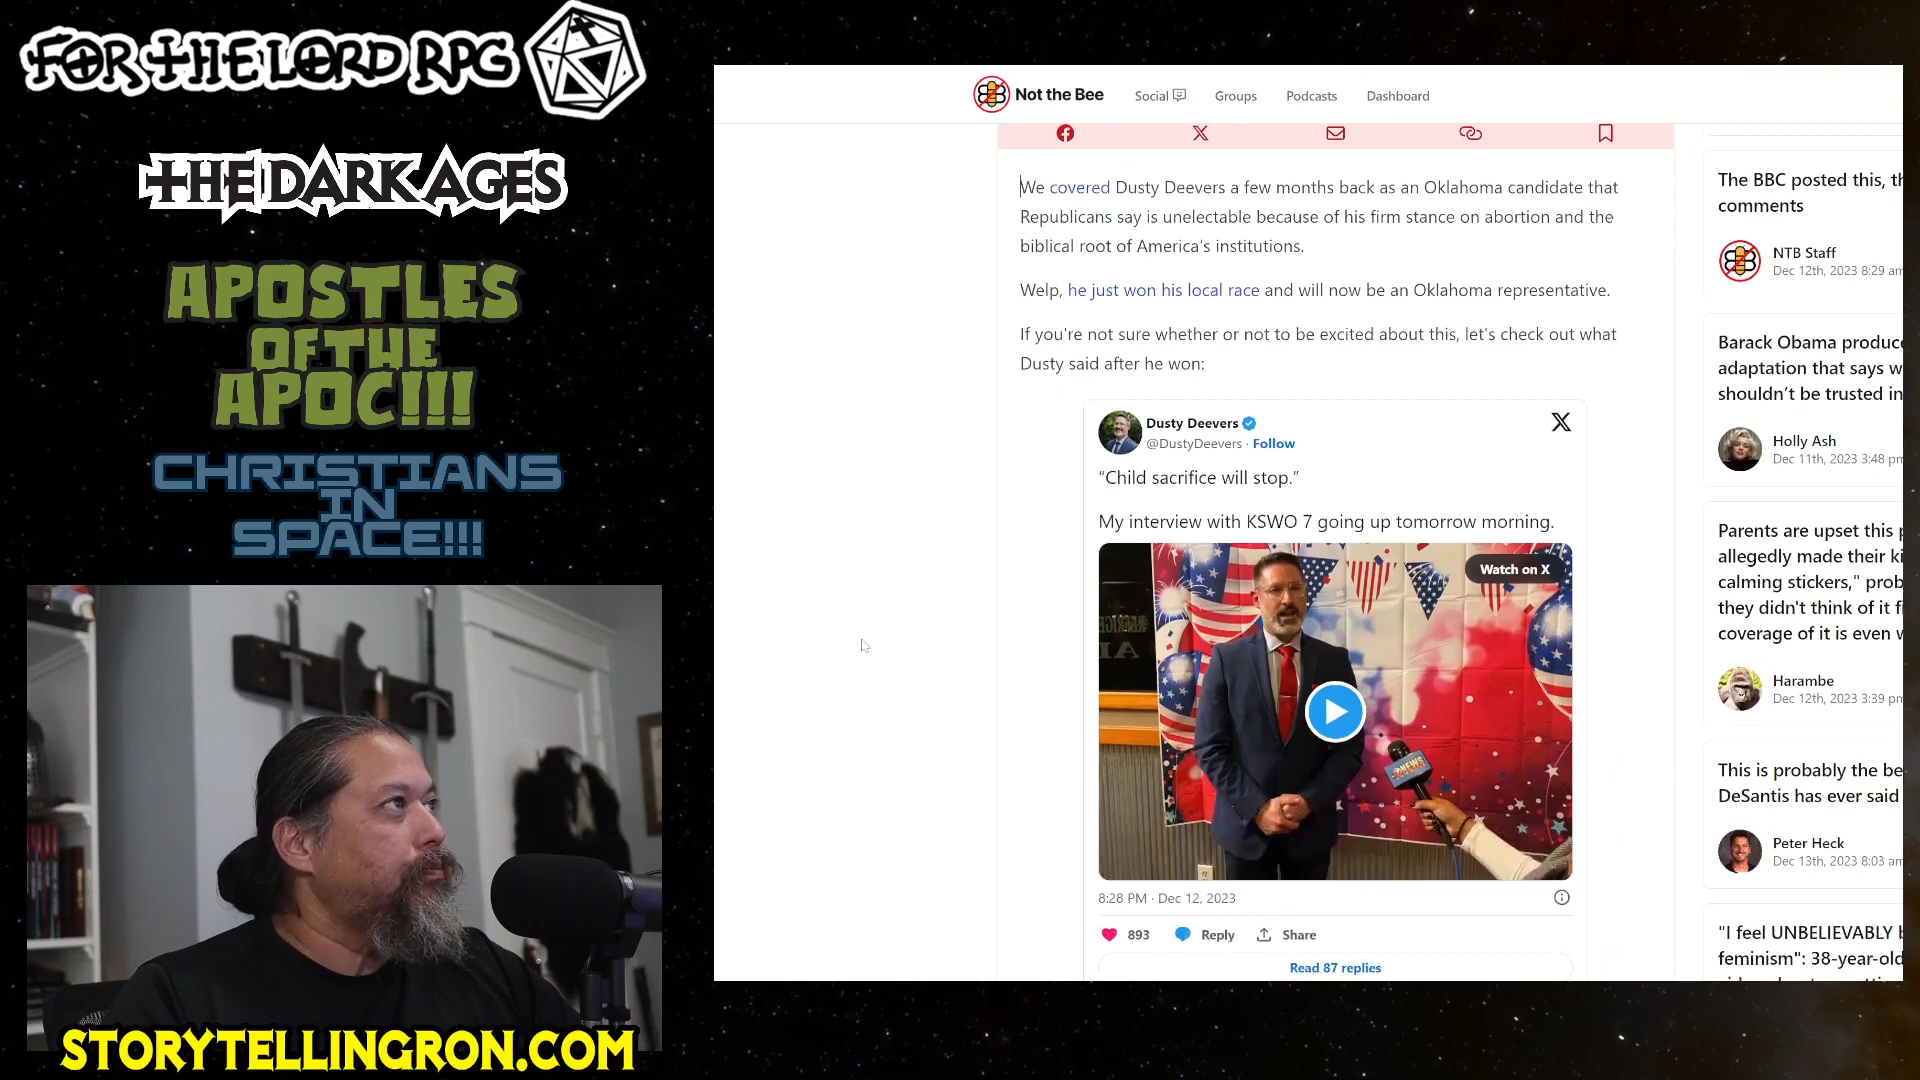 FOR THE LORD RPG
THE DARK AGES
APOSTLES
OF THE
APOC!!!
CHRISTIANS
IN
SPACE!!!
STORYTELLINGRON.COM
Not the Bee
Social
Groups
Podcasts
Dashboard
We covered Dusty Deevers a few months back as an Oklahoma candidate that
Republicans say is unelectable because of his firm stance on abortion and the
biblical root of America's institutions.
Welp, he just won his local race and will now be an Oklahoma representative.
If you're not sure whether or not to be excited about this, let's check out what
Dusty said after he won:
Dusty Deevers
@DustyDeevers · Follow
“Child sacrifice will stop.”
My interview with KSWO 7 going up tomorrow morning.
Watch on X
NEWS
8:28 PM · Dec 12, 2023
893
Reply
Share
Read 87 replies
The BBC posted this, th
comments
NTB Staff
Dec 12th, 2023 8:29 am
Barack Obama produce
adaptation that says w
shouldn’t be trusted in
Holly Ash
Dec 11th, 2023 3:48 pm
Parents are upset this p
allegedly made their ki
calming stickers," prob
they didn't think of it fi
coverage of it is even w
Harambe
Dec 12th, 2023 3:39 pm
This is probably the be
DeSantis has ever said
Peter Heck
Dec 13th, 2023 8:03 am
"I feel UNBELIEVABLY b
feminism": 38-year-old